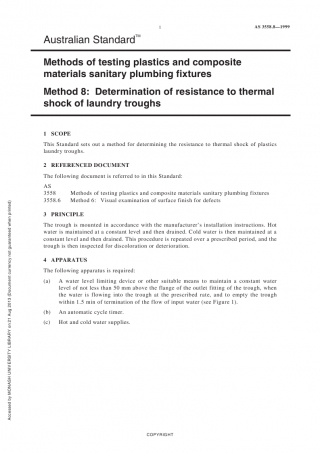 1
AS 3558.8—1999
Australian Standard™
Methods of testing plastics and composite
materials sanitary plumbing fixtures
Method 8: Determination of resistance to thermal
shock of laundry troughs
1 SCOPE
This Standard sets out a method for determining the resistance to thermal shock of plastics
laundry troughs.
2 REFERENCED DOCUMENT
The following document is referred to in this Standard:
AS
3558 Methods of testing plastics and composite materials sanitary plumbing fixtures
3558.6 Method 6: Visual examination of surface finish for defects
3 PRINCIPLE
The trough is mounted in accordance with the manufacturer's installation instructions. Hot
water is maintained at a constant level and then drained. Cold water is then maintained at a
constant level and then drained. This procedure is repeated over a prescribed period, and the
trough is then inspected for discoloration or deterioration.
4 APPARATUS
The following apparatus is required:
(a) A water level limiting device or other suitable means to maintain a constant water
level of not less than 50 mm above the flange of the outlet fitting of the trough, when
the water is flowing into the trough at the prescribed rate, and to empty the trough
within 1.5 min of termination of the flow of input water (see Figure 1).
(b) An automatic cycle timer.
(c) Hot and cold water supplies.
Accessed by MONASH UNIVERSITY LIBRARY on 21 Aug 2013 (Document currency not guaranteed when printed)
COPYRIGHT